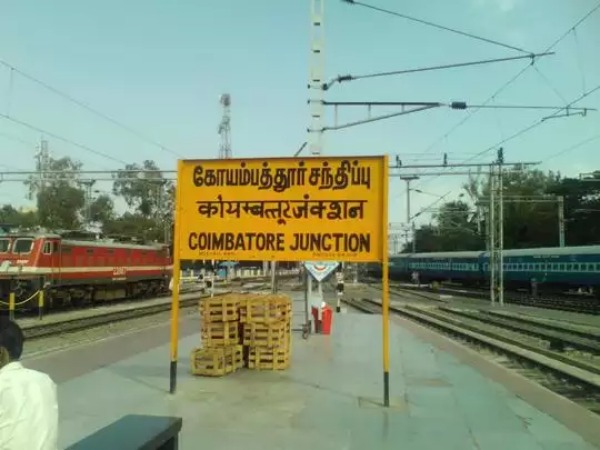 கோயம்பத்தூர் சந்திப்பு
कोयम्बत्तूर जंक्शन
COIMBATORE JUNCTION